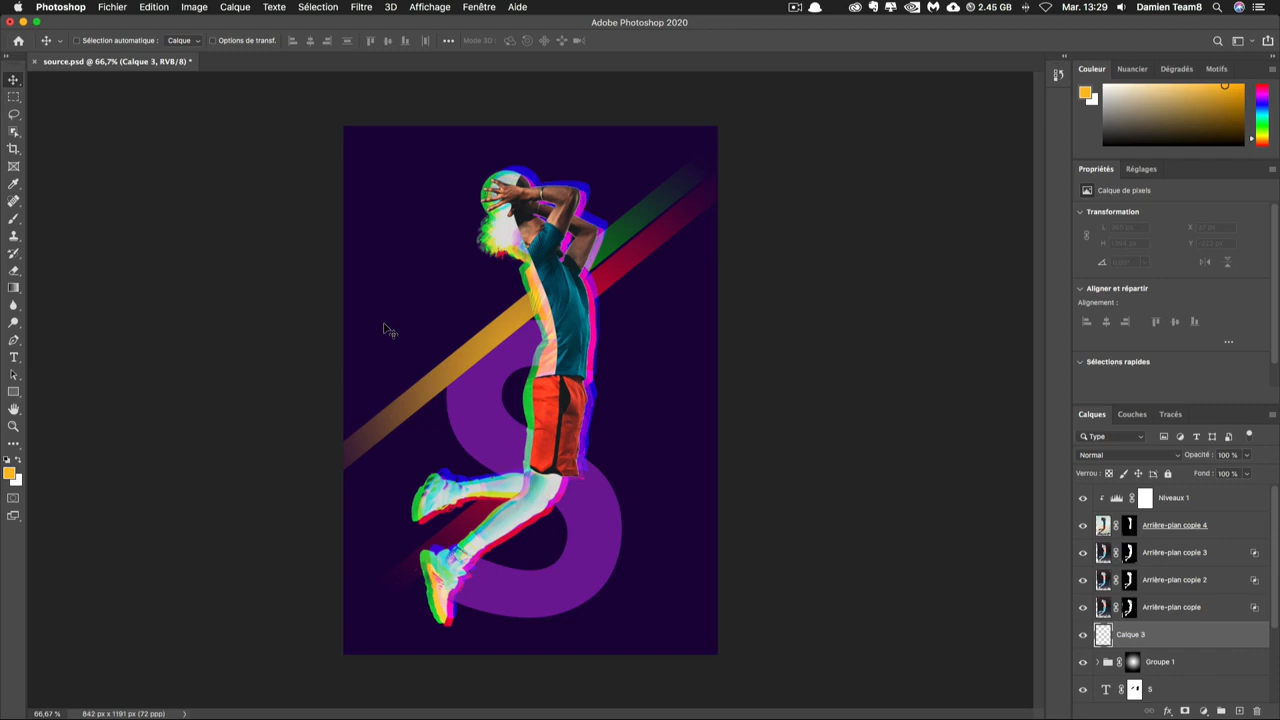 Photoshop Fichier Edition Image Calque Texte Sélection Filtre 3D Affichage Fenêtre Aide 2.45 GB Mar. 13:29 Damien Team8
Adobe Photoshop 2020
Sélection automatique : Calque Options de transf. Mode 3D :
source.psd @ 66,7% (Calque 3, RVB/8) *
Couleur Nuancier Dégradés Motifs
Propriétés Réglages
Calque de pixels
Transformation
Aligner et répartir
Alignement :
Sélections rapides
Calques Couches Tracés
Type
Normal Opacité : 100 %
Verrou : Fond : 100 %
Niveaux 1
Arrière-plan copie 4
Arrière-plan copie 3
Arrière-plan copie 2
Arrière-plan copie
Calque 3
Groupe 1
S
S
66,67 % 842 px x 1191 px (72 ppp)